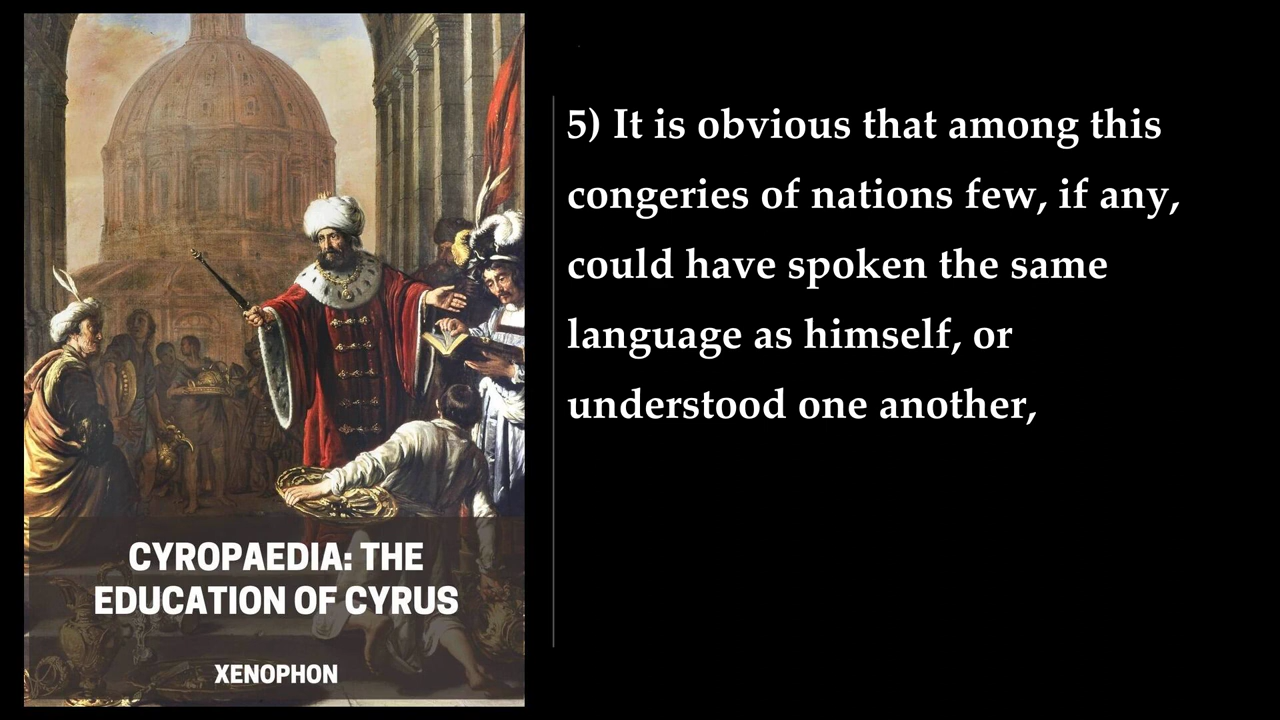 5) It is obvious that among this
congeries of nations few, if any,
could have spoken the same
language as himself, or
understood one another,
CYROPAEDIA: THE
EDUCATION OF CYRUS
XENOPHON